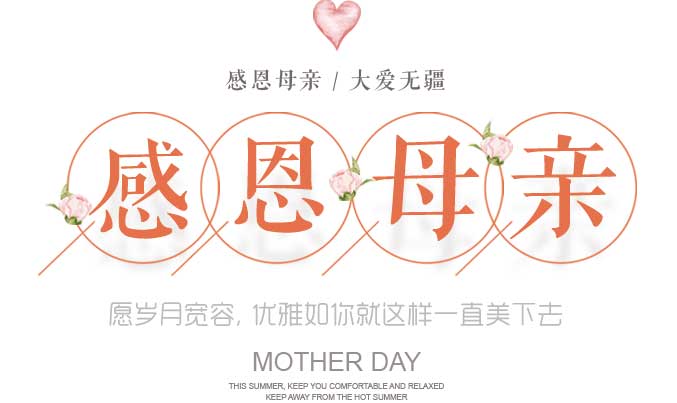 感恩母亲 / 大爱无疆
感恩母亲
愿岁月宽容, 优雅如你就这样一直美下去
MOTHER DAY
THIS SUMMER, KEEP YOU COMFORTABLE AND RELAXED
KEEP AWAY FROM THE HOT SUMMER